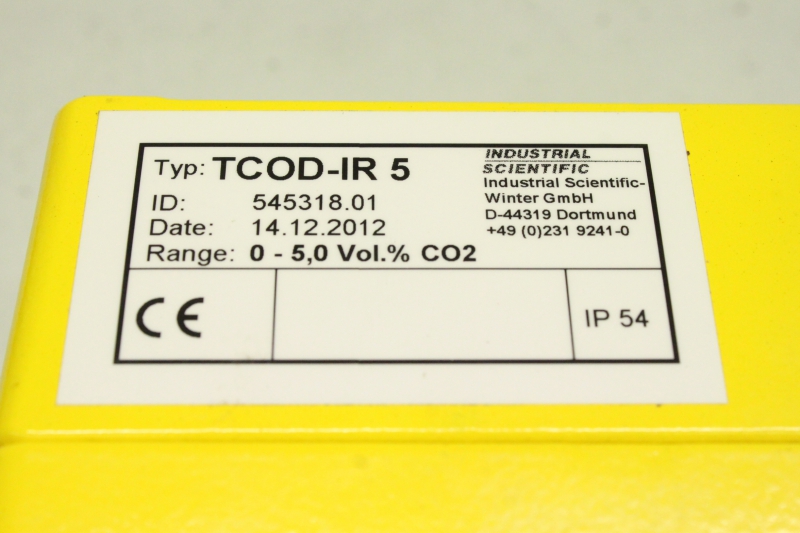 Typ: TCOD-IR 5
ID: 545318.01
Date: 14.12.2012
Range: 0 - 5,0 Vol.% CO2
INDUSTRIAL
SCIENTIFIC
Industrial Scientific-
Winter GmbH
D-44319 Dortmund
+49 (0)231 9241-0
CE
IP 54